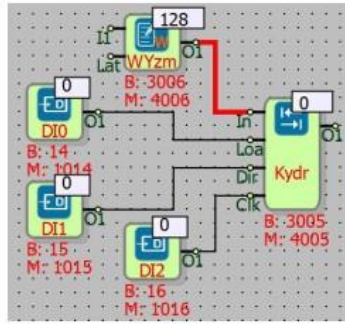 128
I1
Lat
W
O1
WYzm
B: 3006
M: 4006
0
DI0
O1
B: 14
M: 1014
0
In
Loa
Dir
Clk
O1
Kydr
B: 3005
M: 4005
0
DI1
O1
B: 15
M: 1015
0
DI2
O1
B: 16
M: 1016